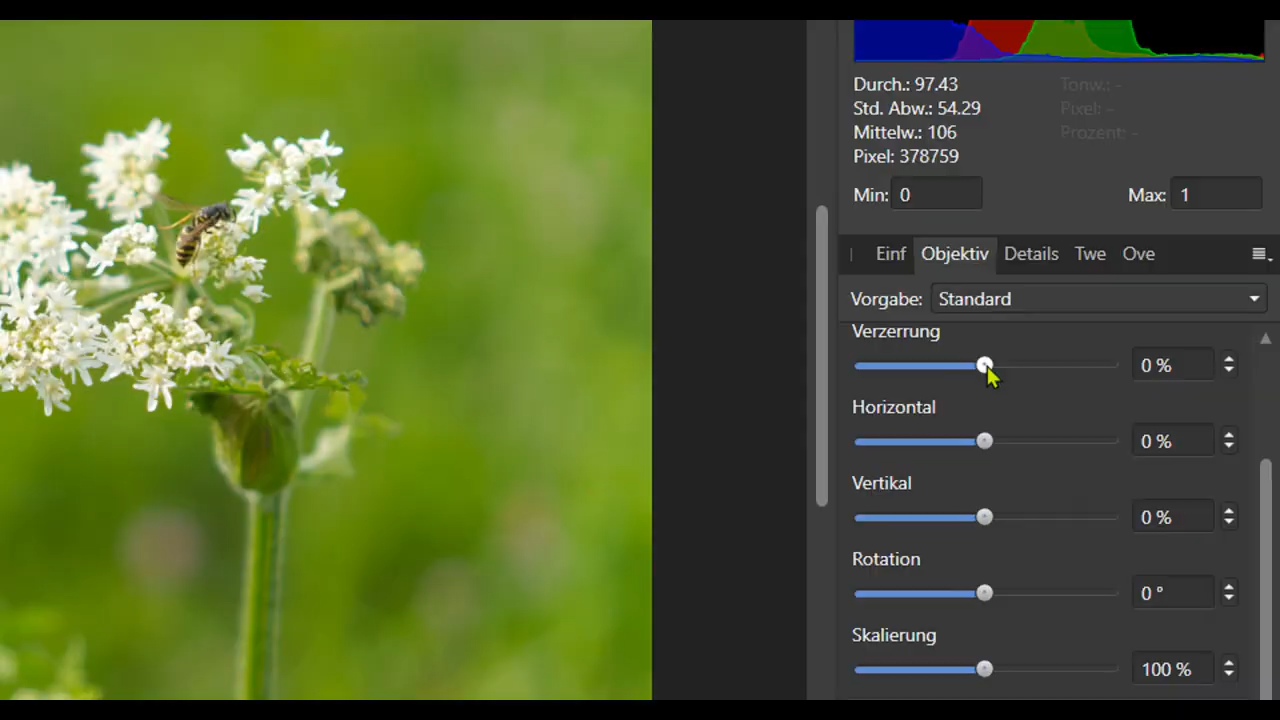 Durch.: 97.43
Tonw.: -
Std. Abw.: 54.29
Pixel: -
Mittelw.: 106
Prozent: -
Pixel: 378759
Min: 0
Max: 1
Einf Objektiv Details Twe Ove
Vorgabe: Standard
Verzerrung
0 %
Horizontal
0 %
Vertikal
0 %
Rotation
0 °
Skalierung
100 %